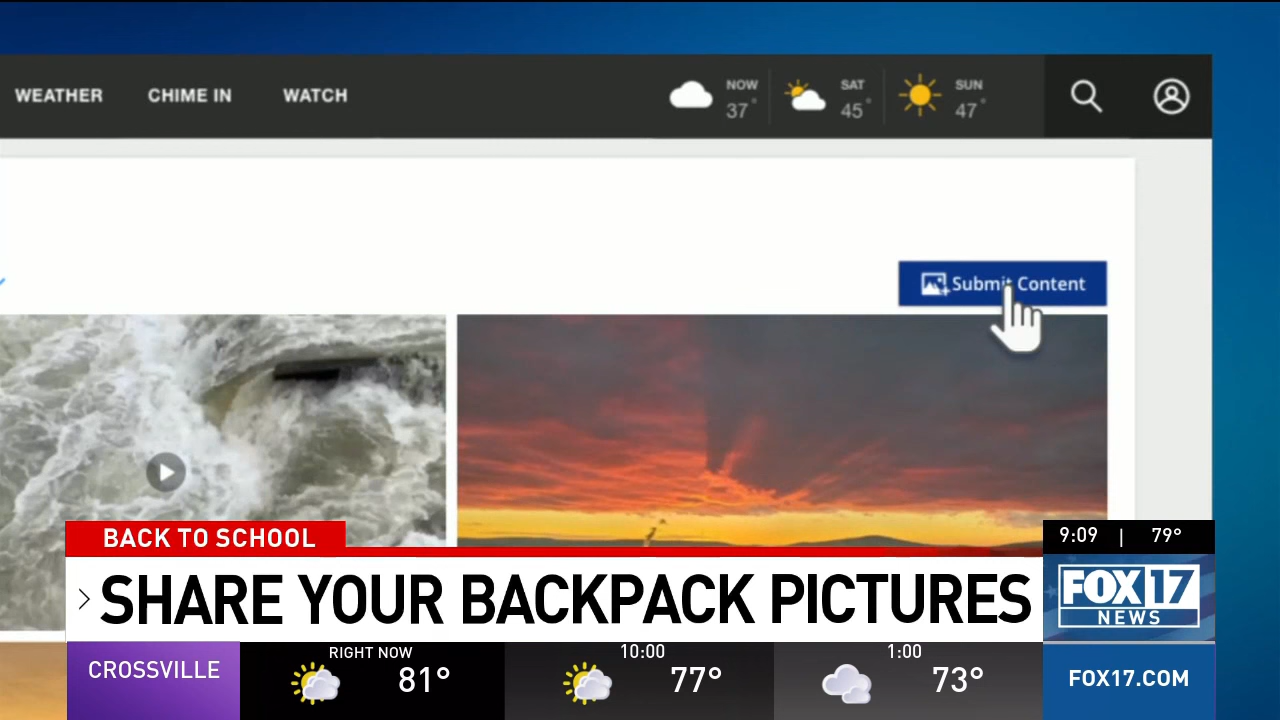 WEATHER CHIME IN WATCH
NOW 37° SAT 45° SUN 47°
Submit Content
BACK TO SCHOOL
SHARE YOUR BACKPACK PICTURES
9:09 | 79°
FOX 17
NEWS
CROSSVILLE
RIGHT NOW 81°
10:00 77°
1:00 73°
FOX17.COM